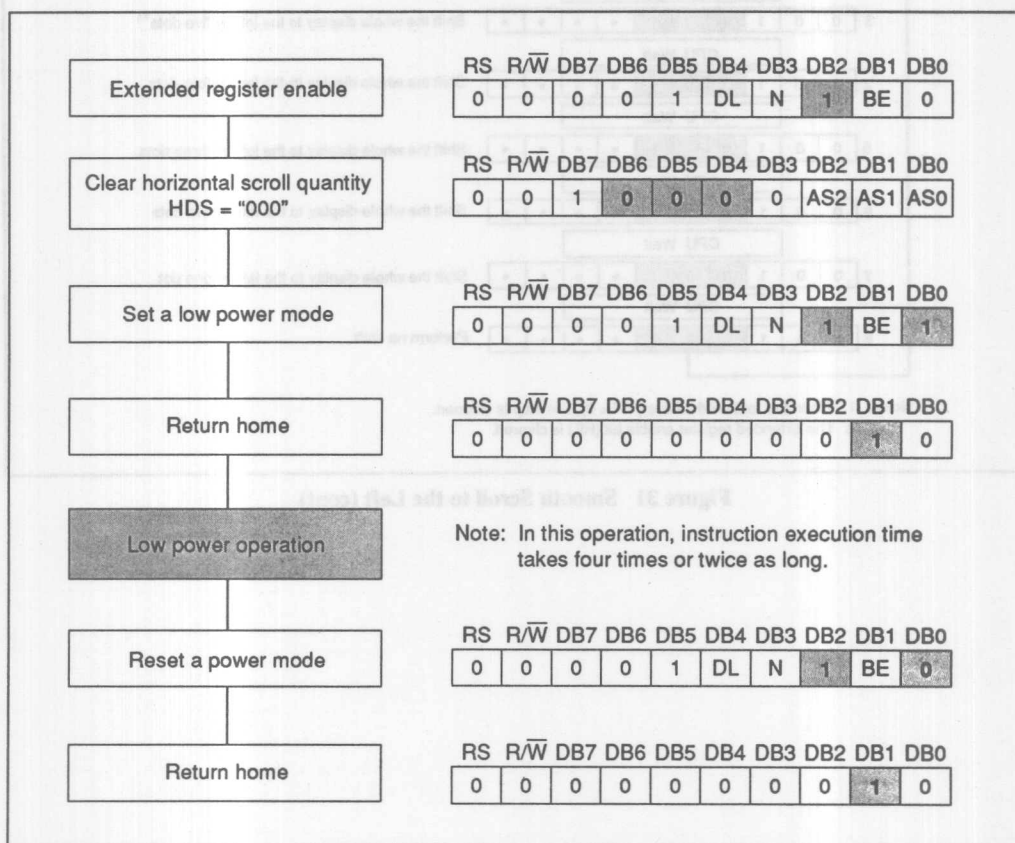 Extended register enable
RS R/W̅ DB7 DB6 DB5 DB4 DB3 DB2 DB1 DB0
0 0 0 0 1 DL N 1 BE 0
Clear horizontal scroll quantity
HDS = “000”
RS R/W̅ DB7 DB6 DB5 DB4 DB3 DB2 DB1 DB0
0 0 1 0 0 0 0 AS2 AS1 AS0
Set a low power mode
RS R/W̅ DB7 DB6 DB5 DB4 DB3 DB2 DB1 DB0
0 0 0 0 1 DL N 1 BE 1
Return home
RS R/W̅ DB7 DB6 DB5 DB4 DB3 DB2 DB1 DB0
0 0 0 0 0 0 0 0 1 0
Low power operation
Note: In this operation, instruction execution time
takes four times or twice as long.
Reset a power mode
RS R/W̅ DB7 DB6 DB5 DB4 DB3 DB2 DB1 DB0
0 0 0 0 1 DL N 1 BE 0
Return home
RS R/W̅ DB7 DB6 DB5 DB4 DB3 DB2 DB1 DB0
0 0 0 0 0 0 0 0 1 0